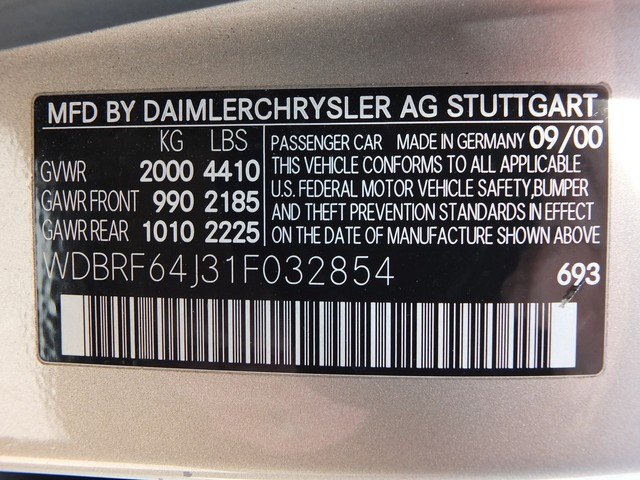 MFD BY DAIMLERCHRYSLER AG STUTTGART
KG LBS
GVWR 2000 4410
GAWR FRONT 990 2185
GAWR REAR 1010 2225
PASSENGER CAR MADE IN GERMANY 09/00
THIS VEHICLE CONFORMS TO ALL APPLICABLE
U.S. FEDERAL MOTOR VEHICLE SAFETY,BUMPER
AND THEFT PREVENTION STANDARDS IN EFFECT
ON THE DATE OF MANUFACTURE SHOWN ABOVE
WDBRF64J31F032854
693